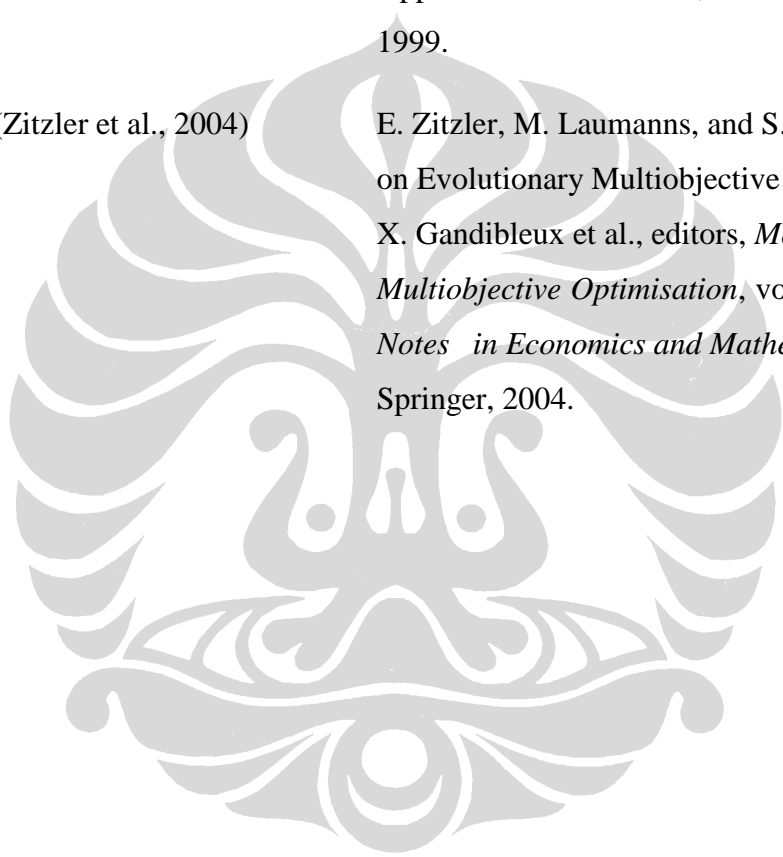 1999.
(Zitzler et al., 2004) E. Zitzler, M. Laumanns, and S.
on Evolutionary Multiobjective
X. Gandibleux et al., editors,
Multiobjective Optimisation, vo
Notes in Economics and Mathe
Springer, 2004.